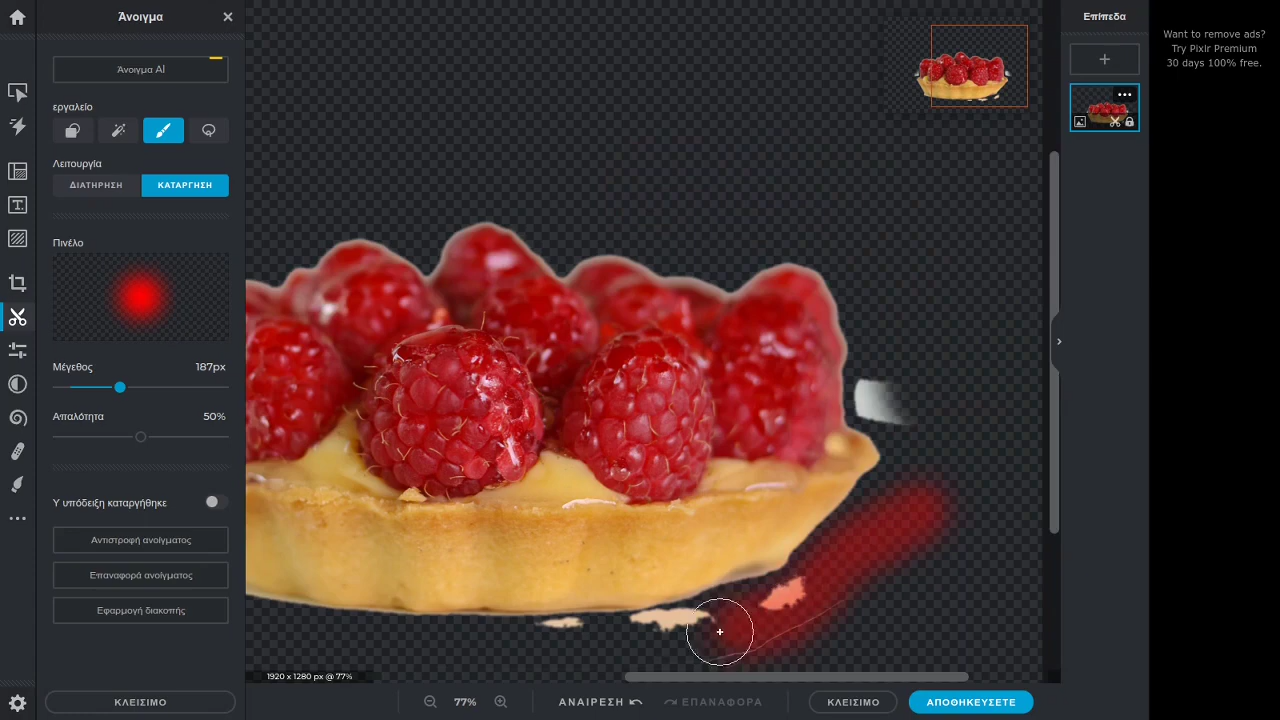 Άνοιγμα
Άνοιγμα AI
εργαλείο
Λειτουργία
ΔΙΑΤΗΡΗΣΗ
ΚΑΤΑΡΓΗΣΗ
Πινέλο
Μέγεθος
187px
Απαλότητα
50%
Υ υπόδειξη καταργήθηκε
Αντιστροφή ανοίγματος
Επαναφορά ανοίγματος
Εφαρμογή διακοπής
ΚΛΕΙΣΙΜΟ
1920 x 1280 px @ 77%
77%
ΑΝΑΙΡΕΣΗ
ΕΠΑΝΑΦΟΡΑ
ΚΛΕΙΣΙΜΟ
ΑΠΟΘΗΚΕΥΣΕΤΕ
Επίπεδα
Want to remove ads?
Try Pixlr Premium
30 days 100% free.